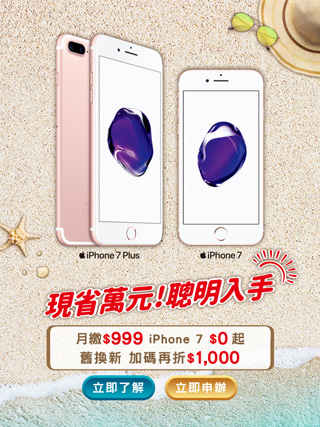 iPhone 7 Plus
iPhone 7
現省萬元!聰明入手
月繳$999 iPhone 7 $0起
舊換新 加碼再折$1,000
立即了解
立即申辦